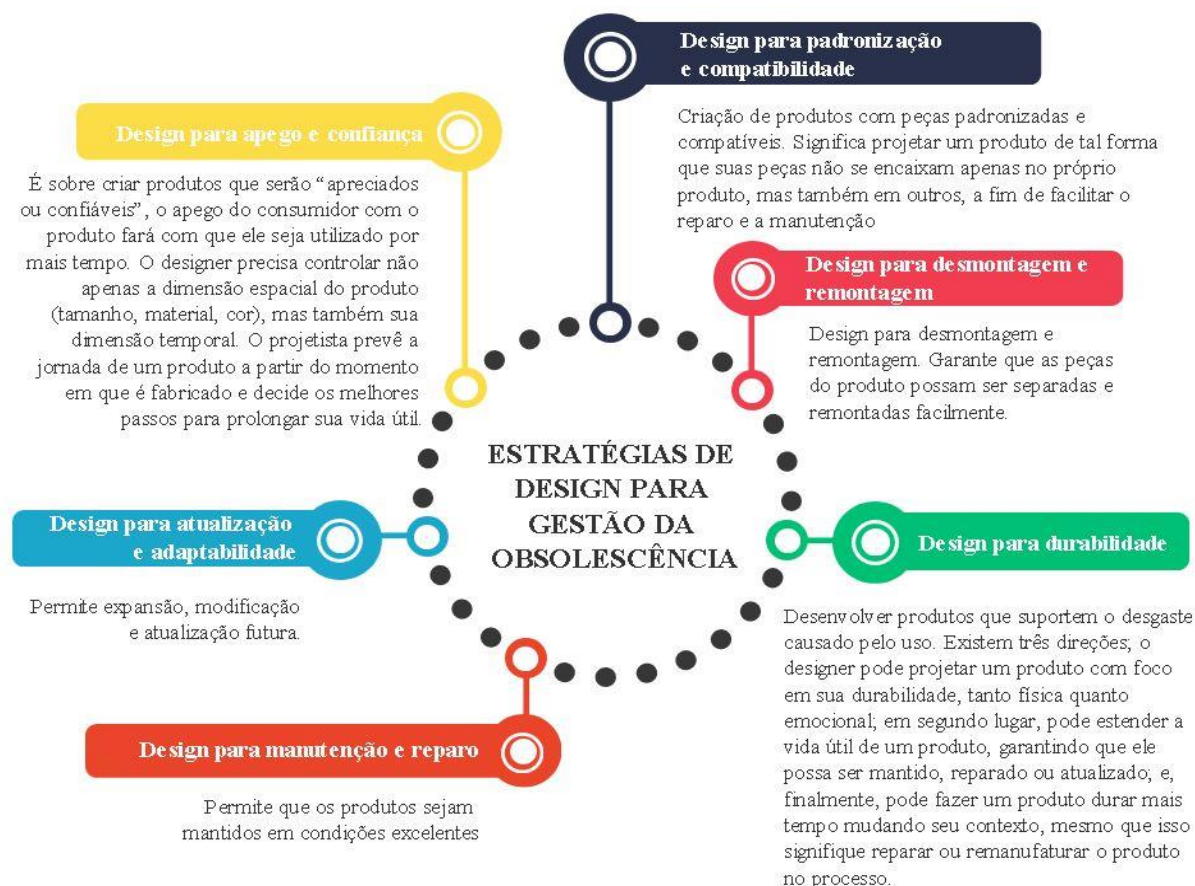 Design para padronização
e compatibilidade
Criação de produtos com peças padronizadas e
compatíveis. Significa projetar um produto de tal forma
que suas peças não se encaixam apenas no próprio
produto, mas também em outros, a fim de facilitar o
reparo e a manutenção
Design para apego e confiança
É sobre criar produtos que serão “apreciados
ou confiáveis”, o apego do consumidor com o
produto fará com que ele seja utilizado por
mais tempo. O designer precisa controlar não
apenas a dimensão espacial do produto
(tamanho, material, cor), mas também sua
dimensão temporal. O projetista prevê a
jornada de um produto a partir do momento
em que é fabricado e decide os melhores
passos para prolongar sua vida útil.
Design para desmontagem e
remontagem
Design para desmontagem e
remontagem. Garante que as peças
do produto possam ser separadas e
remontadas facilmente.
ESTRATÉGIAS DE
DESIGN PARA
GESTÃO DA
OBSOLESCÊNCIA
Design para atualização
e adaptabilidade
Permite expansão, modificação
e atualização futura.
Design para durabilidade
Desenvolver produtos que suportem o desgaste
causado pelo uso. Existem três direções; o
designer pode projetar um produto com foco
em sua durabilidade, tanto física quanto
emocional; em segundo lugar, pode estender a
vida útil de um produto, garantindo que ele
possa ser mantido, reparado ou atualizado; e,
finalmente, pode fazer um produto durar mais
tempo mudando seu contexto, mesmo que isso
signifique reparar ou remanufaturar o produto
no processo.
Design para manutenção e reparo
Permite que os produtos sejam
mantidos em condições excelentes